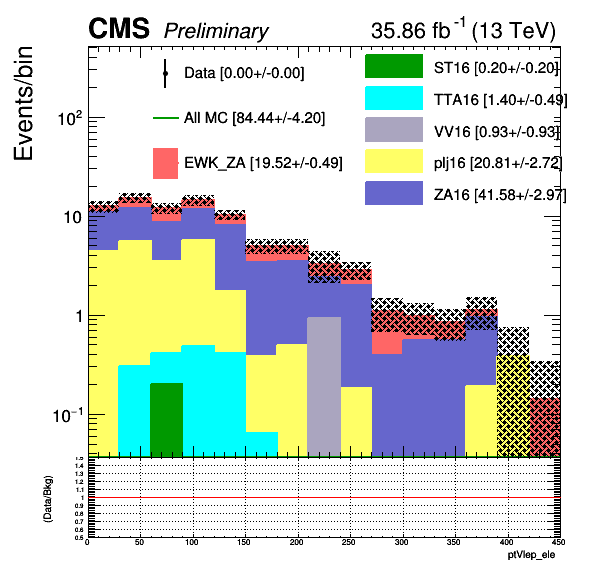 CMS Preliminary 35.86 fb⁻¹ (13 TeV)
Events/bin
Data [0.00+/-0.00]
All MC [84.44+/-4.20]
EWK_ZA [19.52+/-0.49]
ST16 [0.20+/-0.20]
TTA16 [1.40+/-0.49]
VV16 [0.93+/-0.93]
plj16 [20.81+/-2.72]
ZA16 [41.58+/-2.97]
10²
10
1
10⁻¹
(Data/Bkg)
1.5
1.4
1.3
1.2
1.1
1
0.9
0.8
0.7
0.6
0.5
0 50 100 150 200 250 300 350 400 450
ptVlep_ele